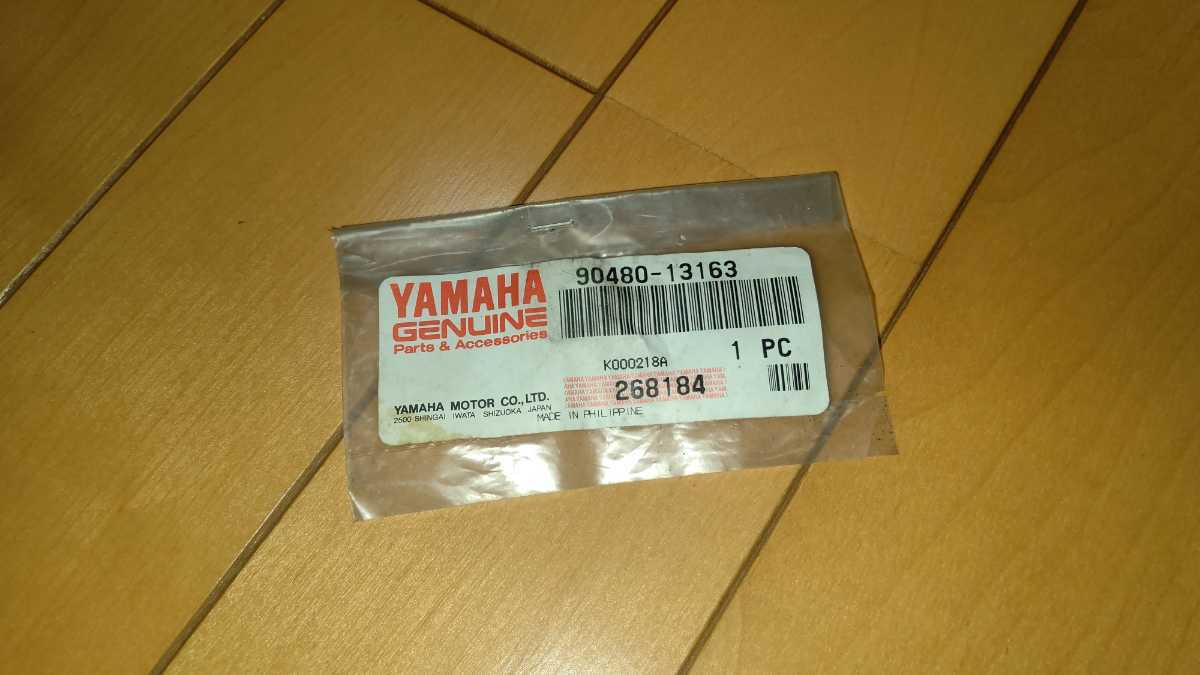 YAMAHA
GENUINE
Parts & Accessories
90480-13163
1 PC
K000218A
268184
YAMAHA MOTOR CO.,LTD.
2500 SHINGAI IWATA SHIZUOKA JAPAN
MADE IN PHILIPPINE